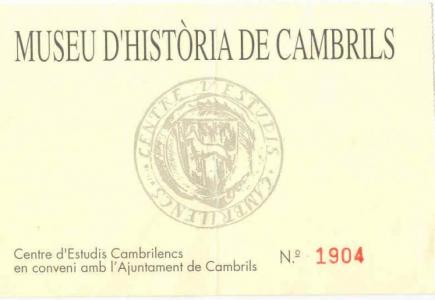 MUSEU D'HISTÒRIA DE CAMBRILS
CENTRE D'ESTUDIS CAMBRILENCS
Centre d'Estudis Cambrilencs
en conveni amb l'Ajuntament de Cambrils
N.º 1904